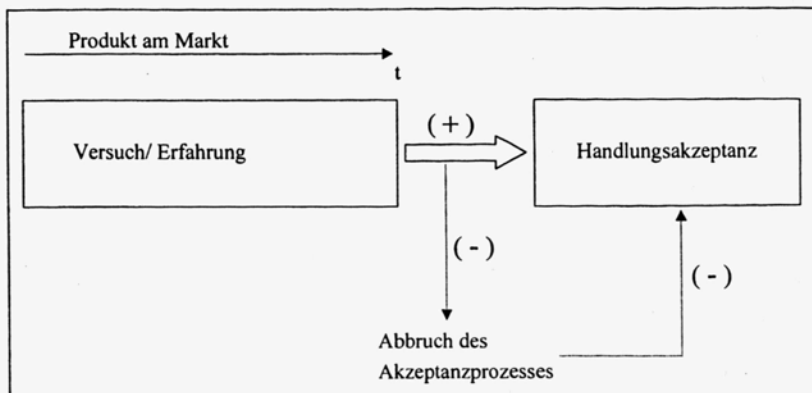 Produkt am Markt
t
Versuch/ Erfahrung
( + )
Handlungsakzeptanz
( - )
( - )
Abbruch des
Akzeptanzprozesses